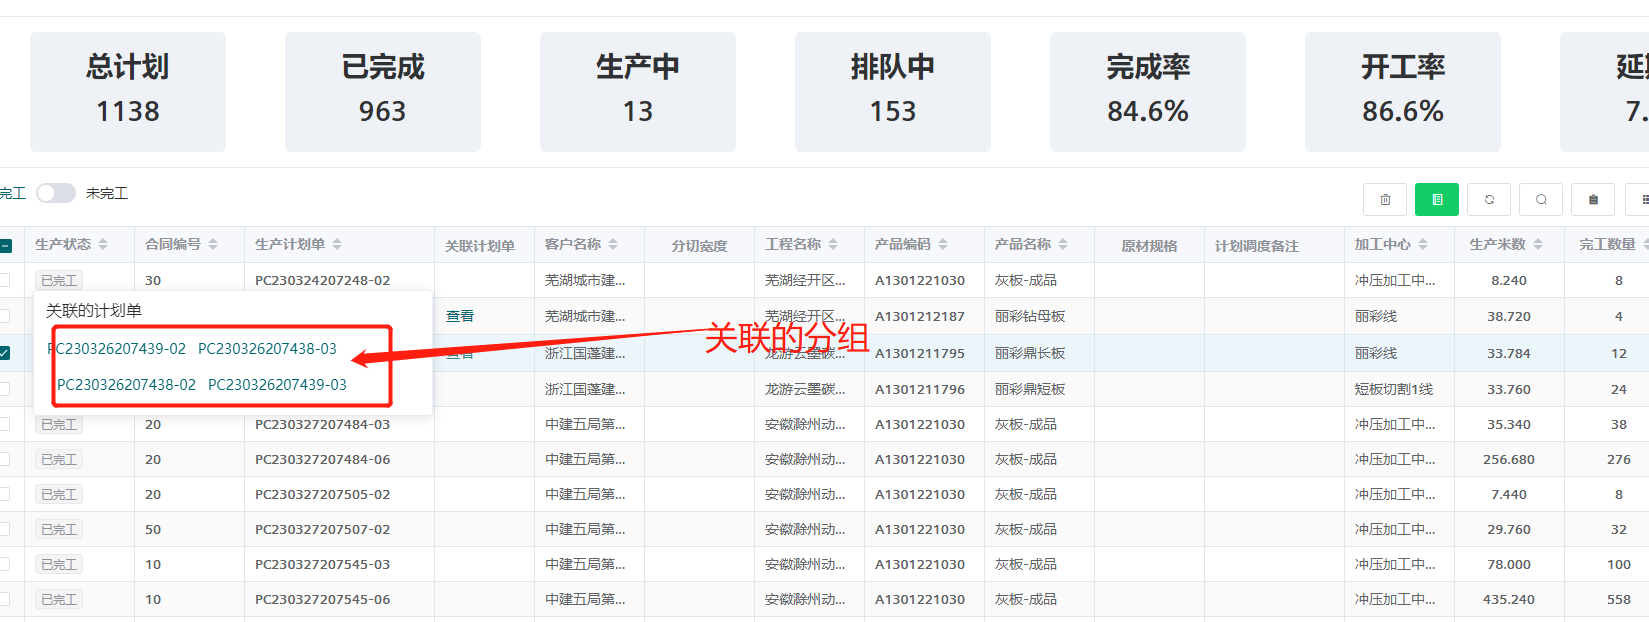 总计划 已完成 生产中 排队中 完成率 开工率
1138 963 13 153 84.6% 86.6% 7.
完工 未完工
生产状态 合同编号 生产计划单 关联计划单 客户名称 分切宽度 工程名称 产品编码 产品名称 原材规格 计划调度备注 加工中心 生产米数 完工数量
已完工 30 PC230324207248-02 芜湖城市建... 芜湖经开区... A1301221030 灰板-成品 冲压加工中... 8.240 8
关联的计划单
查看 芜湖城市建... 芜湖经开区... A1301212187 丽彩钻母板 丽彩线 38.720 4
关联的分组
PC230326207439-02 PC230326207438-03
浙江国蓬建... 龙游云墨碳... A1301211795 丽彩鼎长板 丽彩线 33.784 12
PC230326207438-02 PC230326207439-03
浙江国蓬建... 龙游云墨碳... A1301211796 丽彩鼎短板 短板切割1线 33.760 24
已完工 20 PC230327207484-03 中建五局第... 安徽滁州动... A1301221030 灰板-成品 冲压加工中... 35.340 38
已完工 20 PC230327207484-06 中建五局第... 安徽滁州动... A1301221030 灰板-成品 冲压加工中... 256.680 276
已完工 20 PC230327207505-02 中建五局第... 安徽滁州动... A1301221030 灰板-成品 冲压加工中... 7.440 8
已完工 50 PC230327207507-02 中建五局第... 安徽滁州动... A1301221030 灰板-成品 冲压加工中... 29.760 32
已完工 10 PC230327207545-03 中建五局第... 安徽滁州动... A1301221030 灰板-成品 冲压加工中... 78.000 100
已完工 10 PC230327207545-06 中建五局第... 安徽滁州动... A1301221030 灰板-成品 冲压加工中... 435.240 558